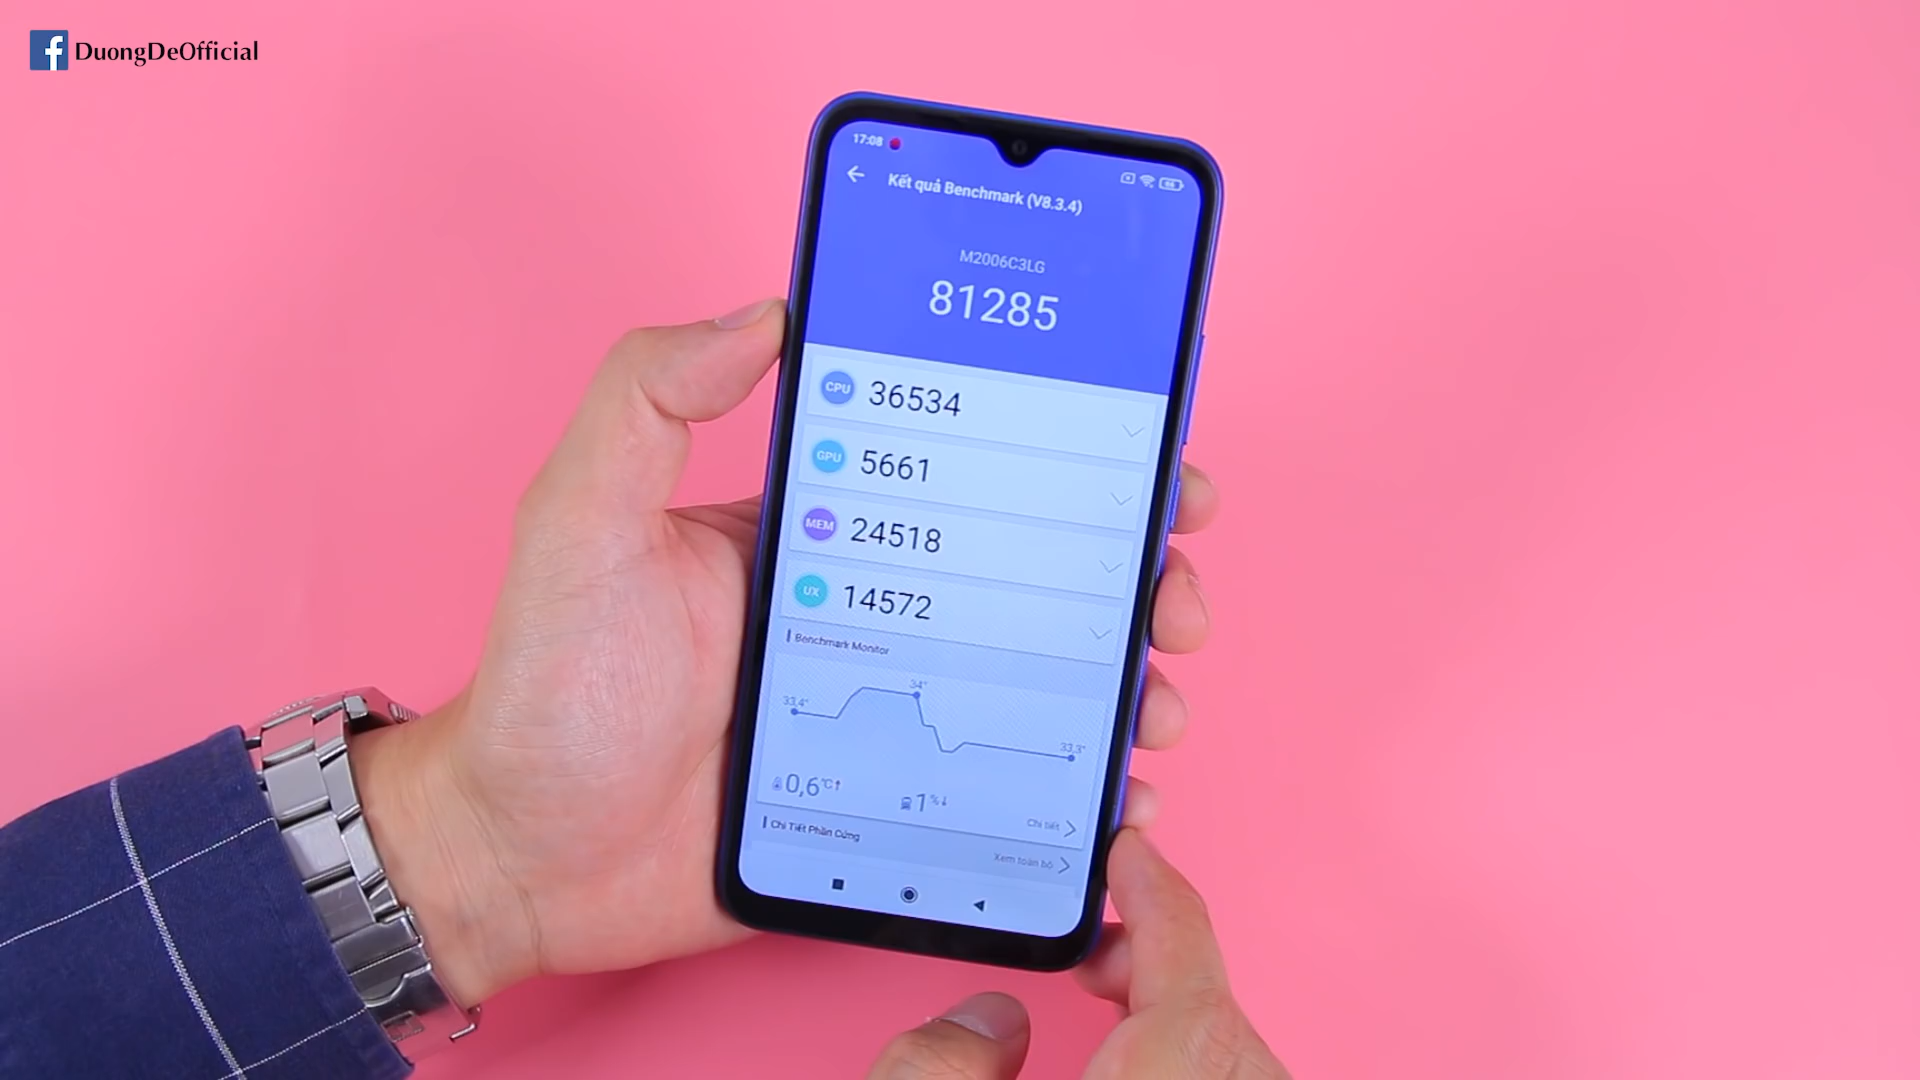 f DuongDeOfficial
17:08
Kết quả Benchmark (V8.3.4)
M2006C3LG
81285
CPU 36534
GPU 5661
MEM 24518
UX 14572
Benchmark Monitor
33,4°
34°
33,3°
0,6°C↑
1%↓
Chi tiết
Chi Tiết Phần Cứng
Xem toàn bộ